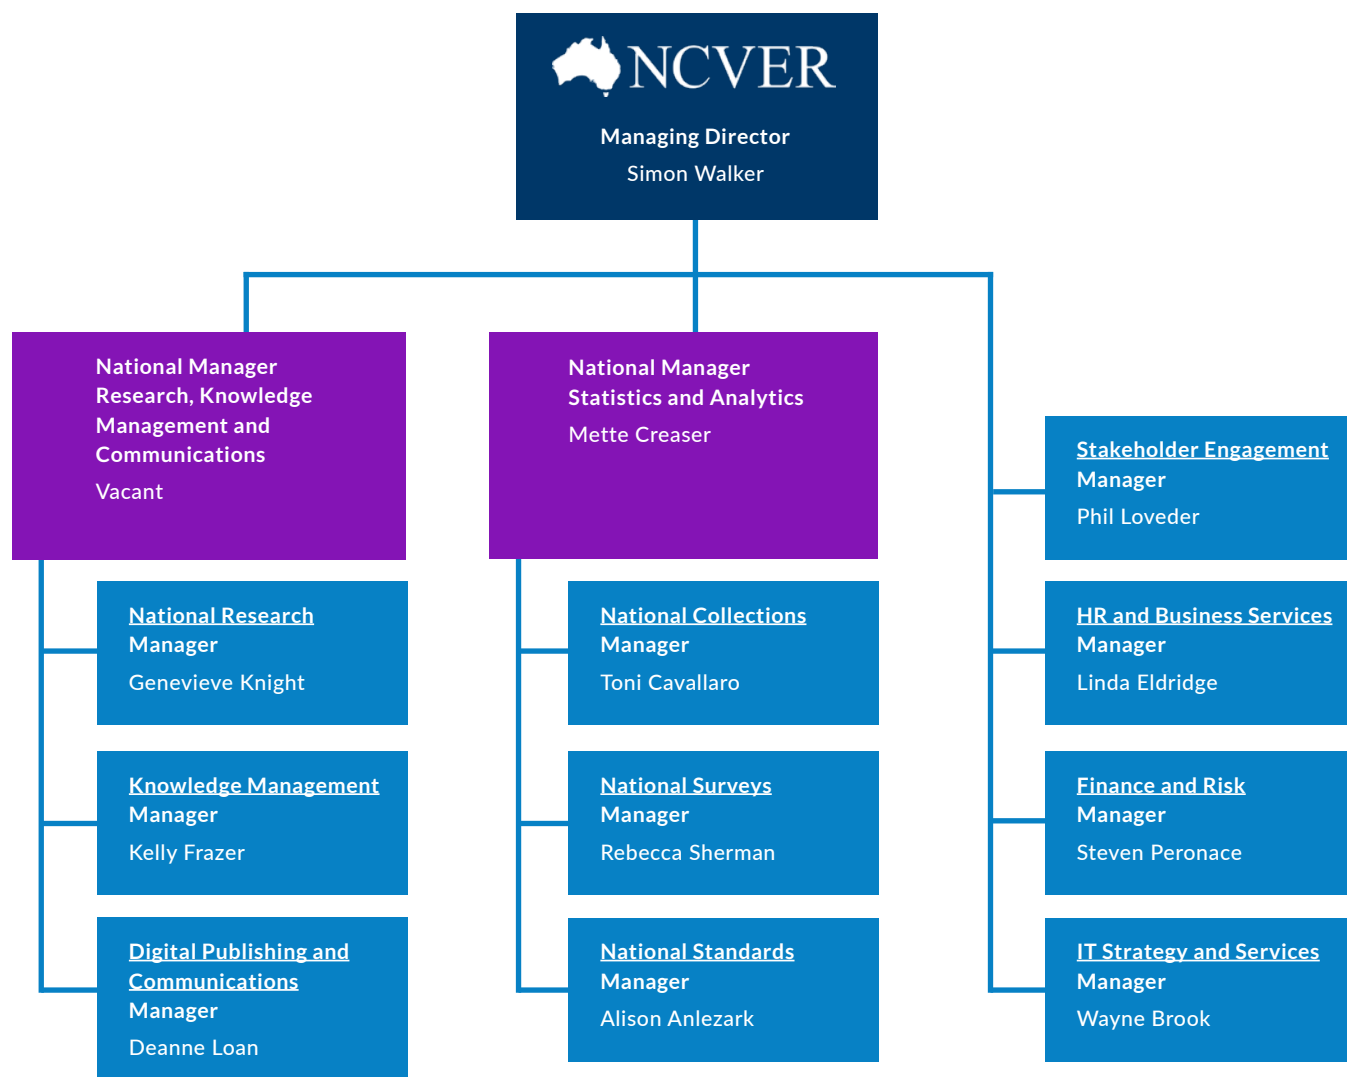 NCVER
Managing Director
Simon Walker
National Manager
Research, Knowledge
Management and
Communications
Vacant
National Research
Manager
Genevieve Knight
Knowledge Management
Manager
Kelly Frazer
Digital Publishing and
Communications
Manager
Deanne Loan
National Manager
Statistics and Analytics
Mette Creaser
National Collections
Manager
Toni Cavallaro
National Surveys
Manager
Rebecca Sherman
National Standards
Manager
Alison Anlezark
Stakeholder Engagement
Manager
Phil Loveder
HR and Business Services
Manager
Linda Eldridge
Finance and Risk
Manager
Steven Peronace
IT Strategy and Services
Manager
Wayne Brook